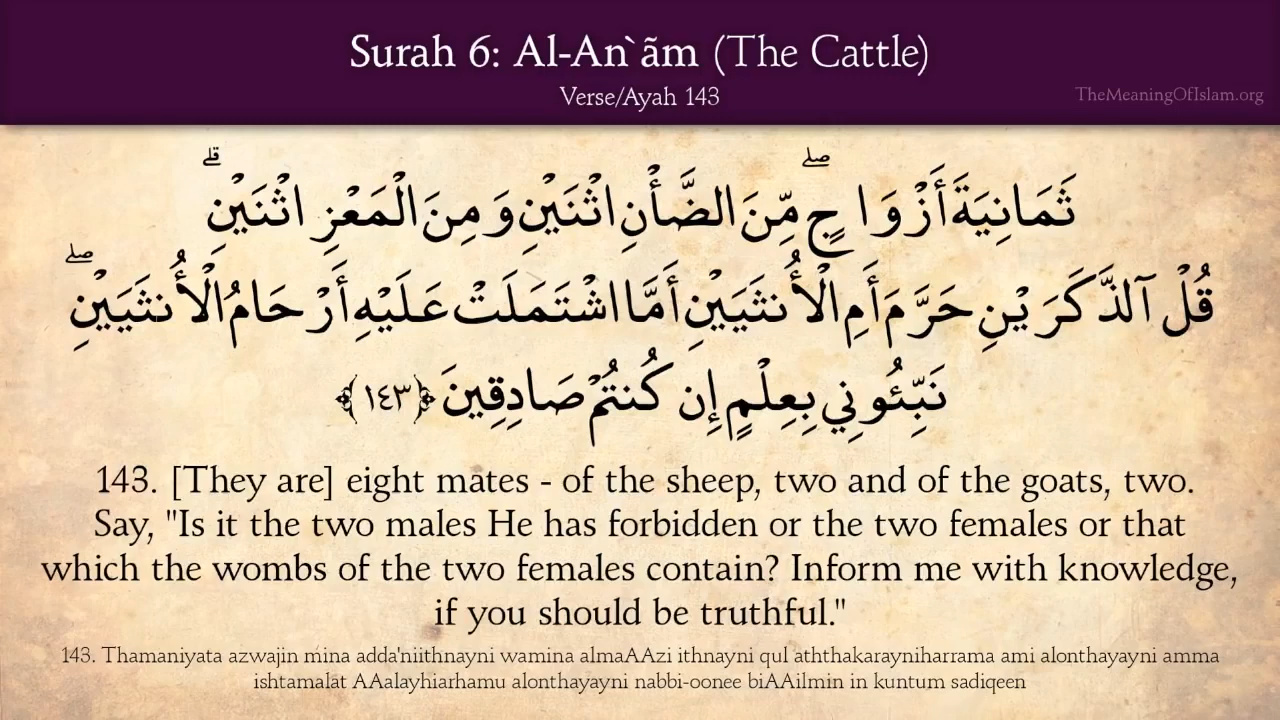 Surah 6: Al-An`ãm (The Cattle)
Verse/Ayah 143
TheMeaningOfIslam.org
ثَمَانِيَةَ أَزْوَاجٍ ۖ مِّنَ الضَّأْنِ اثْنَيْنِ وَمِنَ الْمَعْزِ اثْنَيْنِ ۗ
قُلْ آلذَّكَرَيْنِ حَرَّمَ أَمِ الْأُنثَيَيْنِ أَمَّا اشْتَمَلَتْ عَلَيْهِ أَرْحَامُ الْأُنثَيَيْنِ ۖ
نَبِّئُونِي بِعِلْمٍ إِن كُنتُمْ صَادِقِينَ ﴿١٤٣﴾
143. [They are] eight mates - of the sheep, two and of the goats, two.
Say, "Is it the two males He has forbidden or the two females or that
which the wombs of the two females contain? Inform me with knowledge,
if you should be truthful."
143. Thamaniyata azwajin mina adda'niithnayni wamina almaAAzi ithnayni qul aththakarayniharrama ami alonthayayni amma
ishtamalat AAalayhiarhamu alonthayayni nabbi-oonee biAAilmin in kuntum sadiqeen